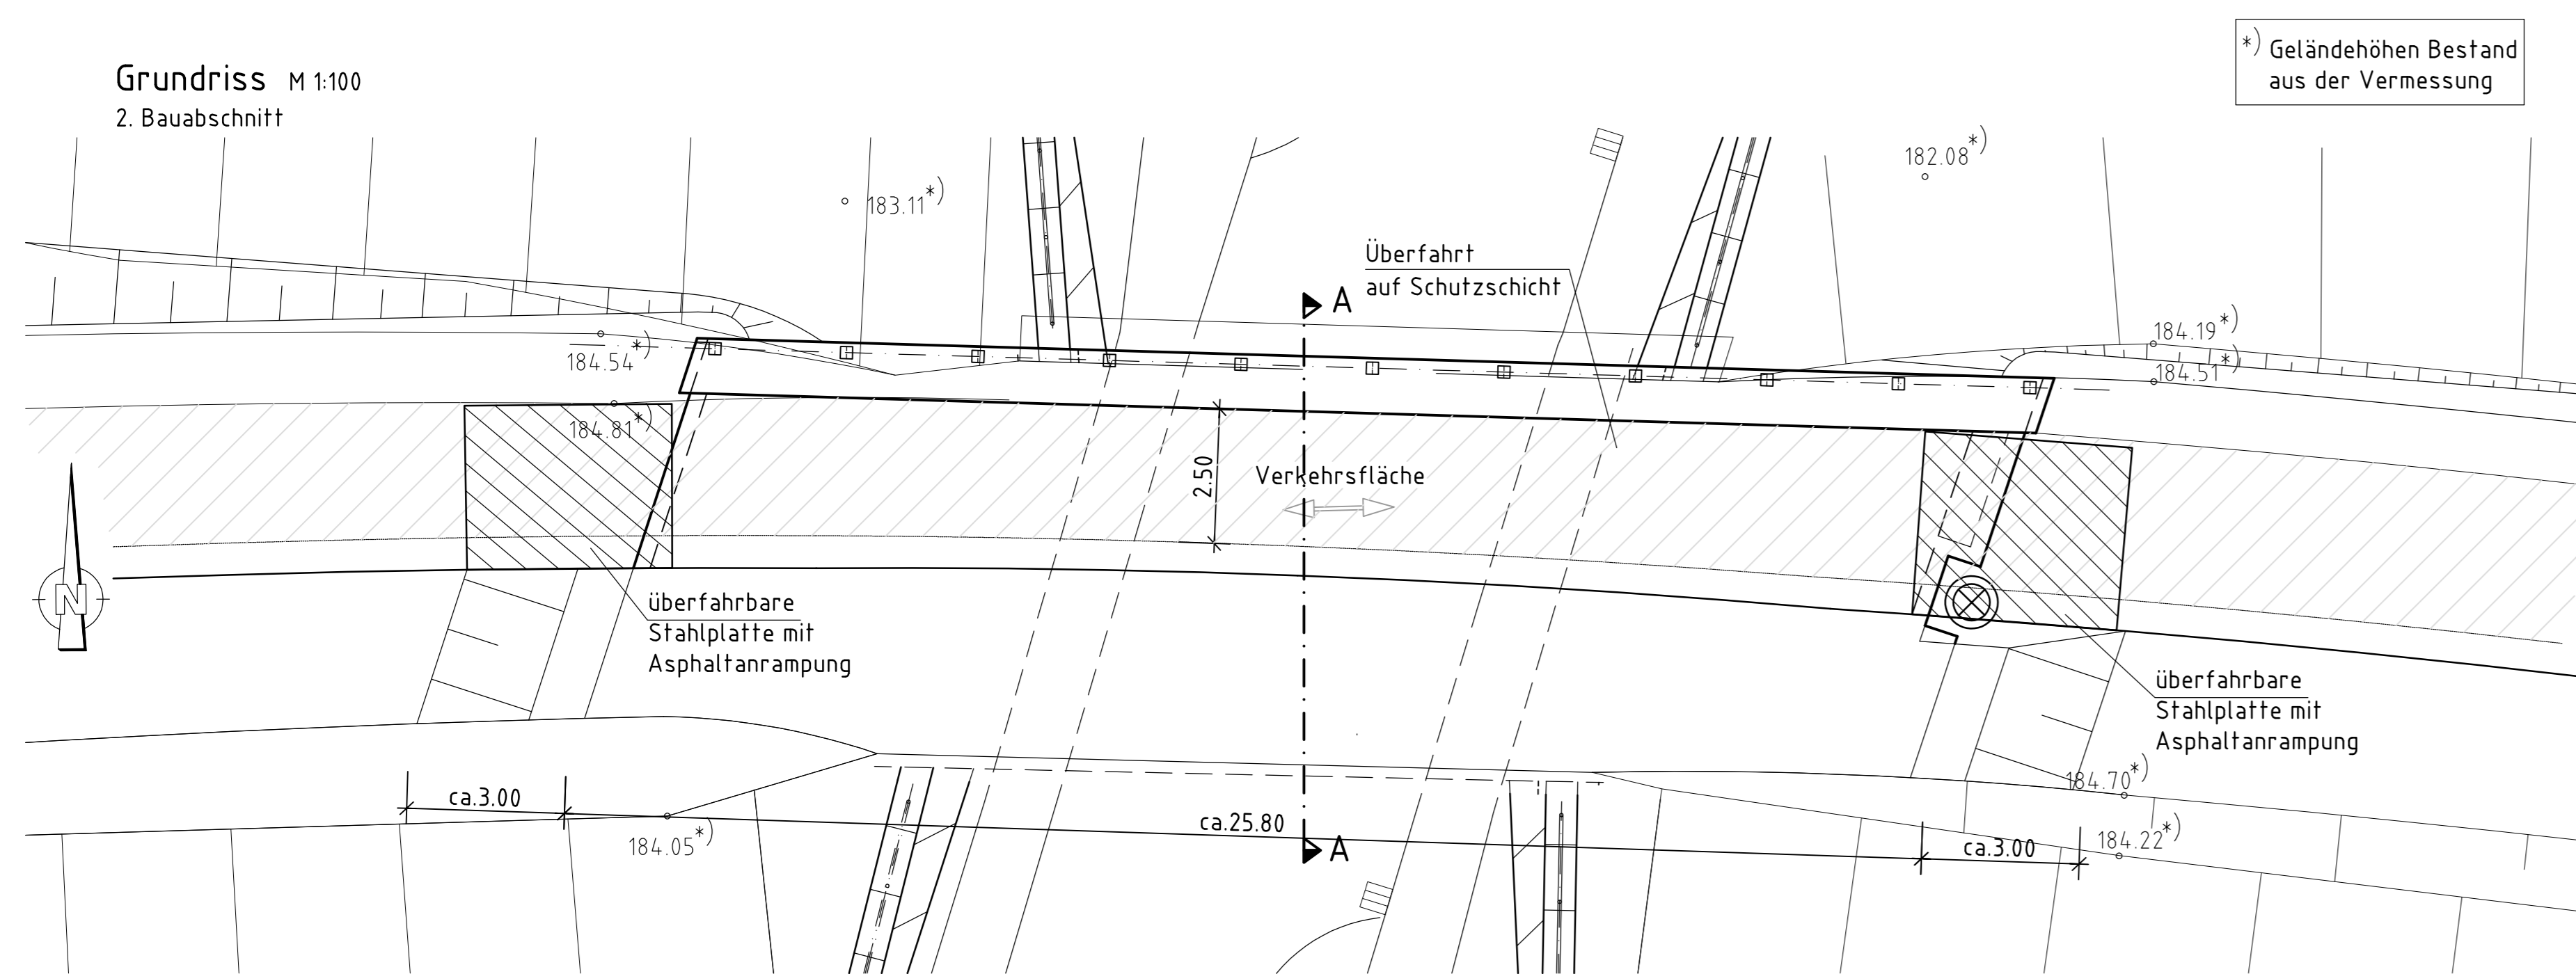 Grundriss M 1:100
2. Bauabschnitt
*) Geländehöhen Bestand
aus der Vermessung
182.08*)
183.11*)
Überfahrt
auf Schutzschicht
A
184.19*)
184.54*)
184.51*)
184.81*)
2.50
Verkehrsfläche
N
überfahrbare
Stahlplatte mit
Asphaltanrampung
überfahrbare
Stahlplatte mit
Asphaltanrampung
184.70*)
ca.3.00
ca.25.80
184.05*)
A
ca.3.00
184.22*)